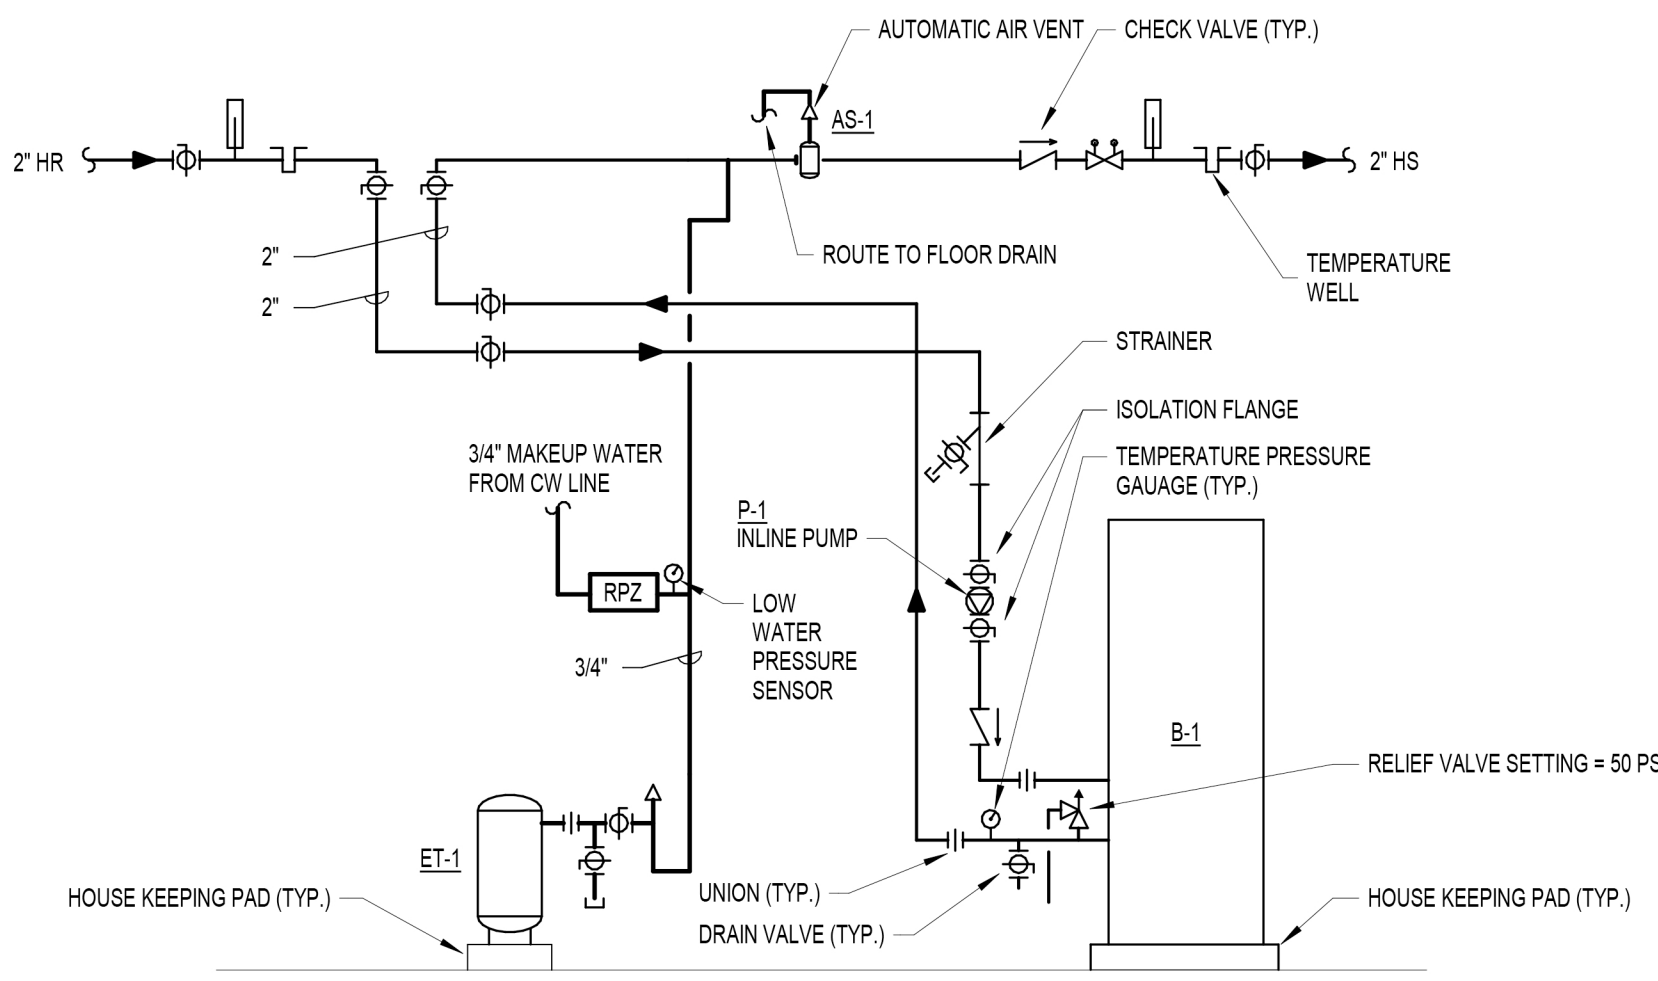 AUTOMATIC AIR VENT
CHECK VALVE (TYP.)
AS-1
2" HR
2" HS
2"
2"
ROUTE TO FLOOR DRAIN
TEMPERATURE
WELL
STRAINER
ISOLATION FLANGE
TEMPERATURE PRESSURE
GAUAGE (TYP.)
3/4" MAKEUP WATER
FROM CW LINE
P-1
INLINE PUMP
RPZ
LOW
WATER
PRESSURE
SENSOR
3/4"
B-1
RELIEF VALVE SETTING = 50 PS
ET-1
UNION (TYP.)
DRAIN VALVE (TYP.)
HOUSE KEEPING PAD (TYP.)
HOUSE KEEPING PAD (TYP.)